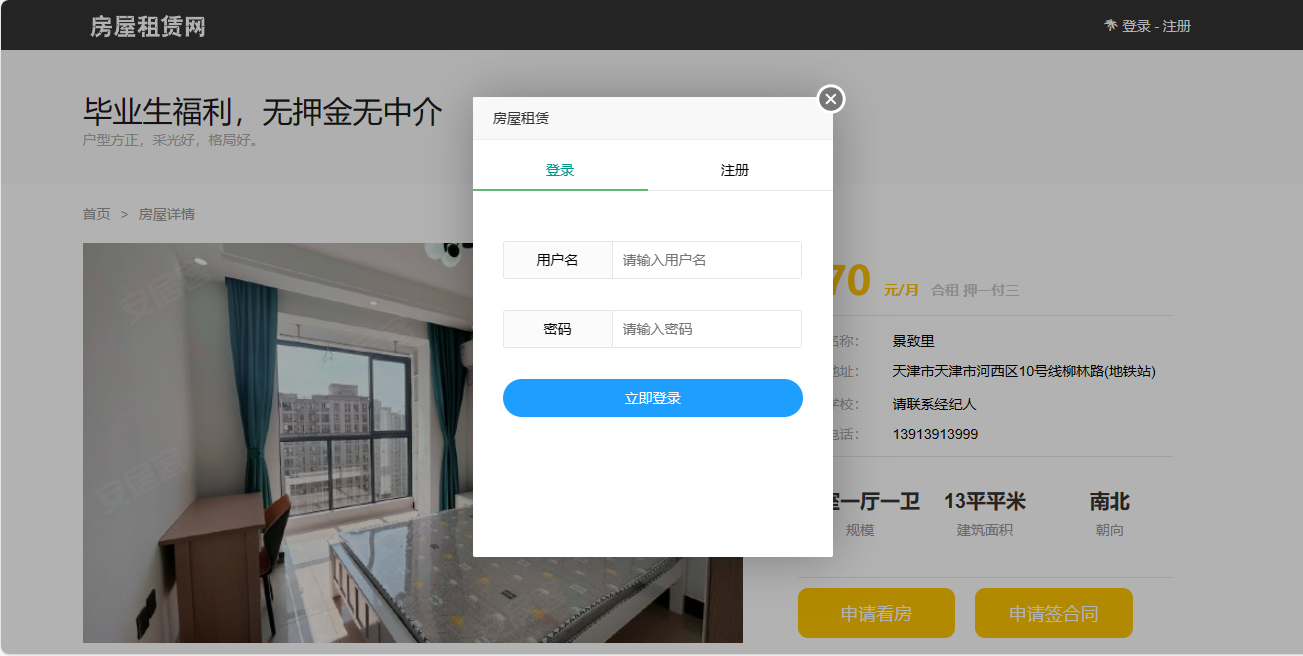 房屋租赁网
登录 - 注册
毕业生福利，无押金无中介
户型方正，采光好，格局好。
房屋租赁
登录 注册
首页 > 房屋详情
用户名 请输入用户名
密码 请输入密码
立即登录
70 元/月 合租 押一付三
名称： 景致里
地址： 天津市天津市河西区10号线柳林路(地铁站)
学校： 请联系经纪人
电话： 13913913999
室一厅一卫 13平平米 南北
规模 建筑面积 朝向
申请看房 申请签合同
安居客
安居客